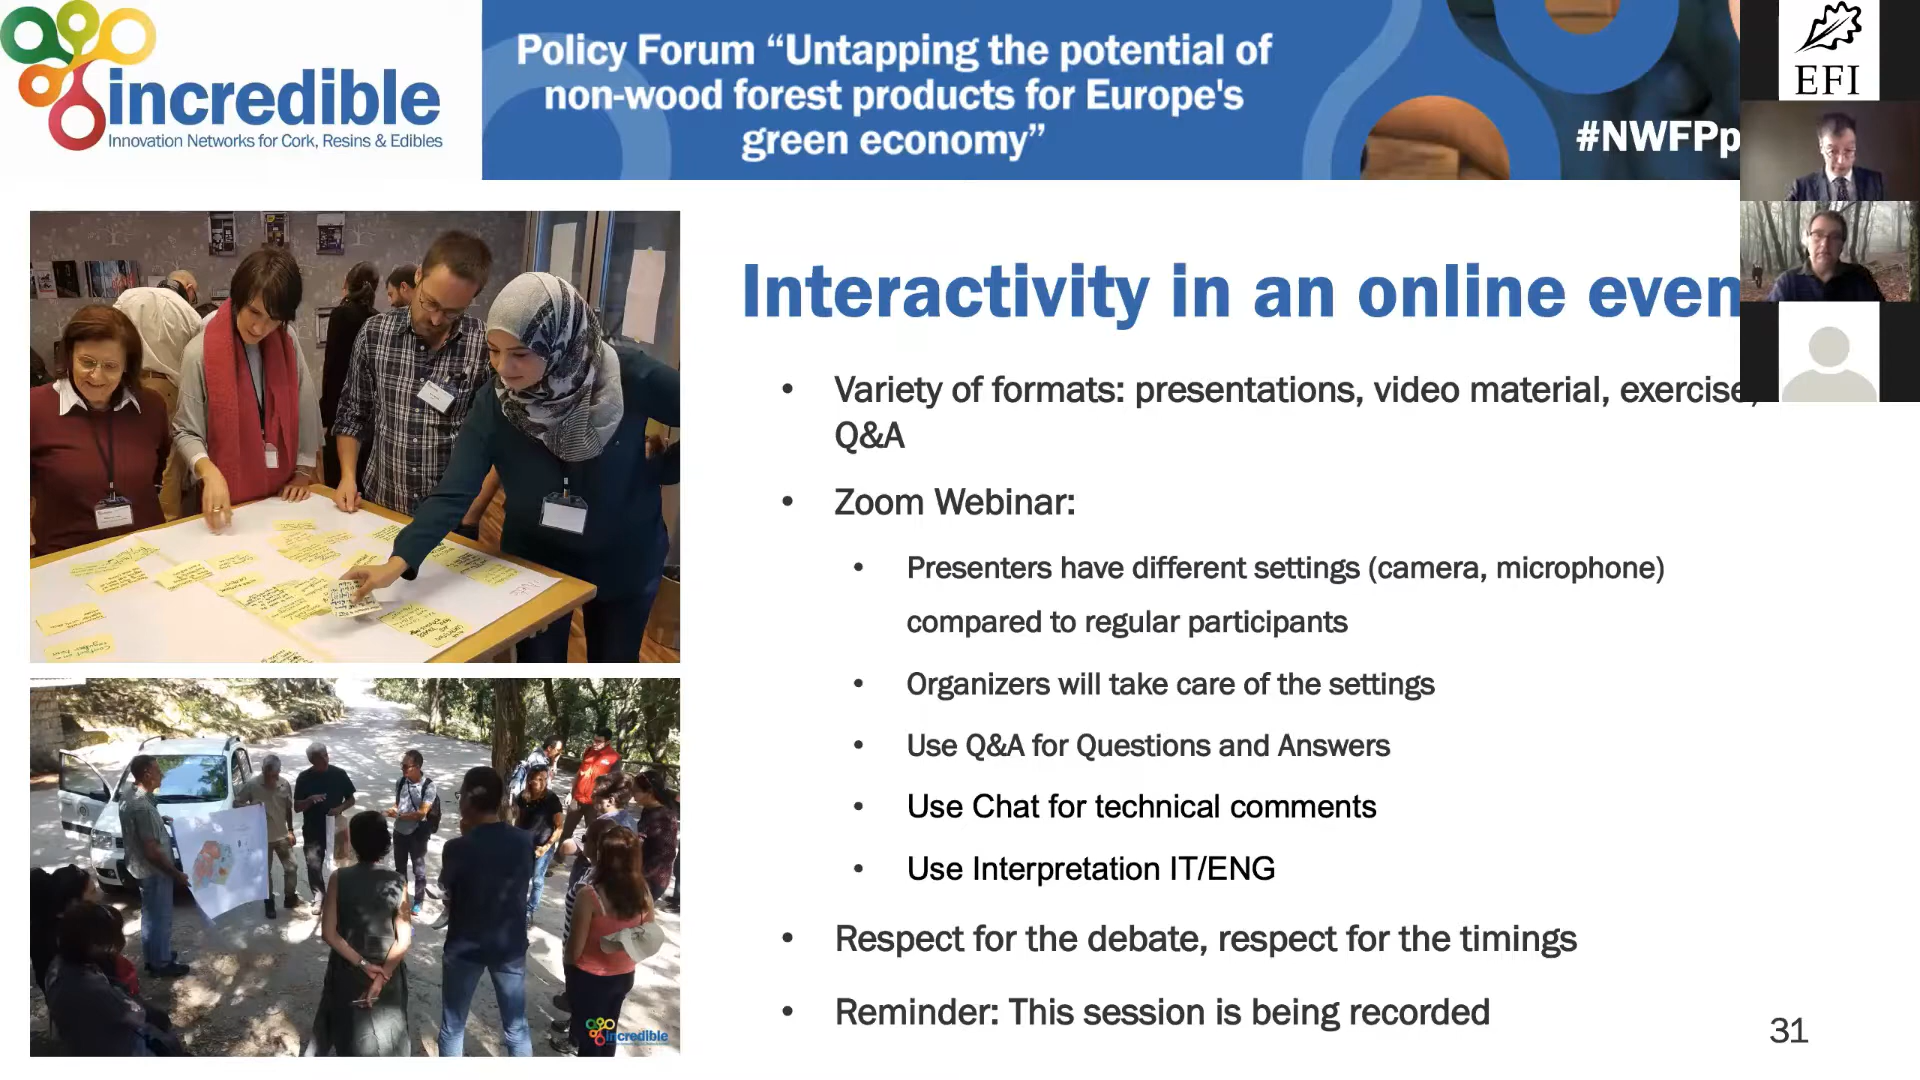 incredible
Innovation Networks for Cork, Resins & Edibles
Policy Forum “Untapping the potential of
non-wood forest products for Europe's
green economy”
#NWFPp
EFI
Interactivity in an online even
• Variety of formats: presentations, video material, exercise,
Q&A
• Zoom Webinar:
• Presenters have different settings (camera, microphone)
compared to regular participants
• Organizers will take care of the settings
• Use Q&A for Questions and Answers
• Use Chat for technical comments
• Use Interpretation IT/ENG
• Respect for the debate, respect for the timings
• Reminder: This session is being recorded
incredible
31